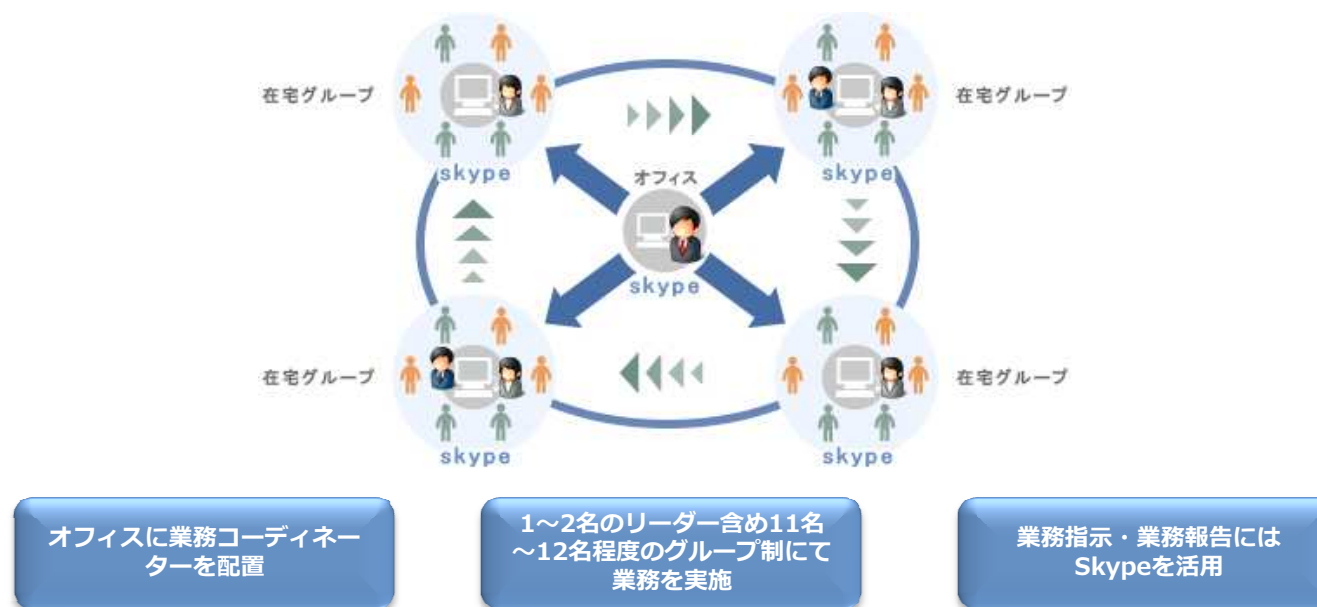 在宅グループ
在宅グループ
skype
オフィス
skype
skype
在宅グループ
在宅グループ
skype
skype
オフィスに業務コーディネー
ターを配置
1～2名のリーダー含め11名
～12名程度のグループ制にて
業務を実施
業務指示・業務報告には
Skypeを活用